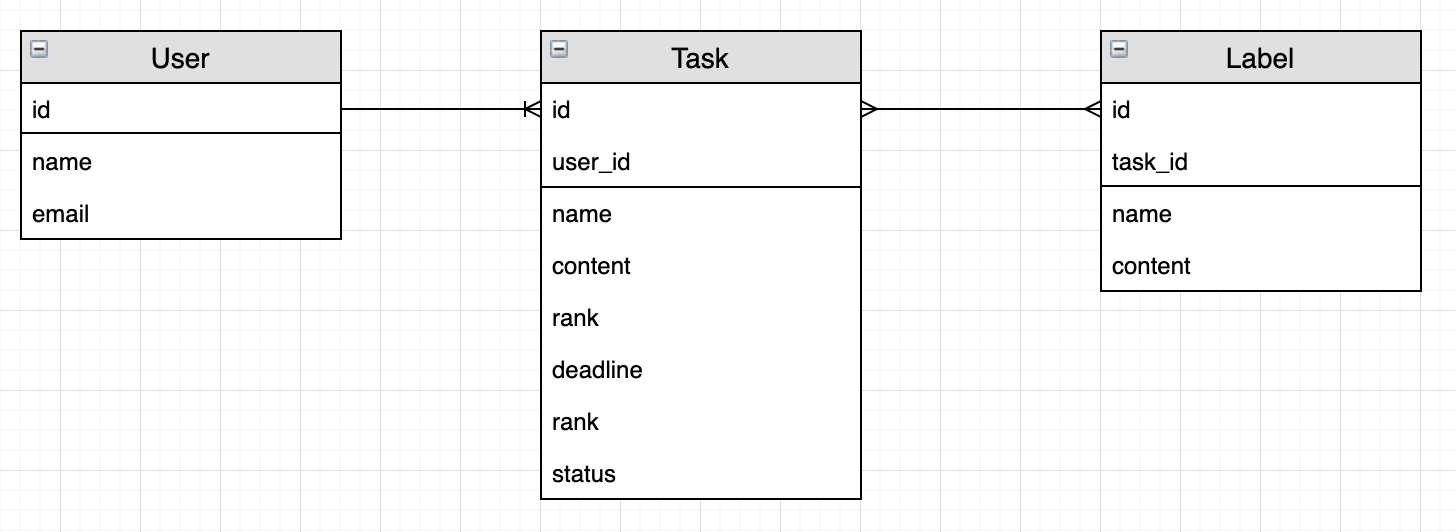 User
id
name
email
Task
id
user_id
name
content
rank
deadline
rank
status
Label
id
task_id
name
content